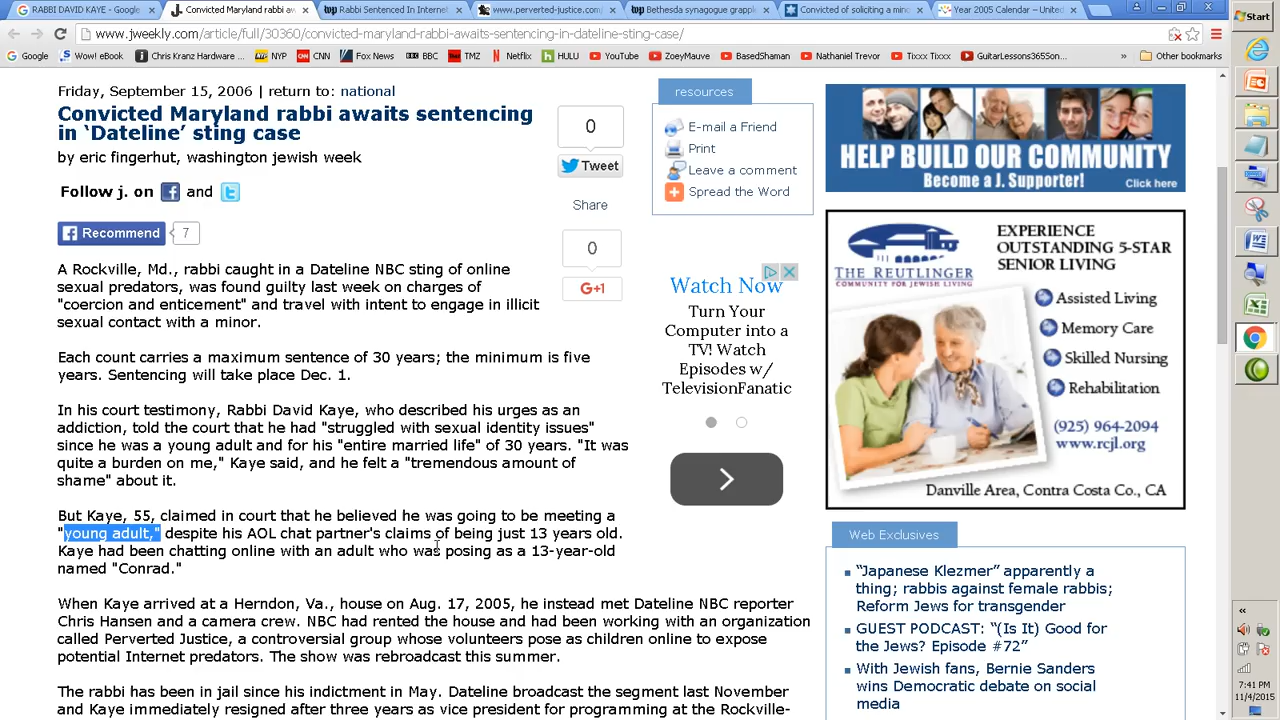 RABBI DAVID KAYE - Google
Convicted Maryland rabbi aw
Rabbi Sentenced In Internet
www.perverted-justice.com/
Bethesda synagogue grapple
Convicted of soliciting a mino
Year 2005 Calendar – United
www.jweekly.com/article/full/30360/convicted-maryland-rabbi-awaits-sentencing-in-dateline-sting-case/
Google
Wow! eBook
Chris Kranz Hardware ...
NYP
CNN
Fox News
BBC
TMZ
Netflix
HULU
YouTube
ZoeyMauve
BasedShaman
Nathaniel Trevor
Tixxx Tixxx
GuitarLessons365Son...
»
Other bookmarks
Friday, September 15, 2006 | return to: national
Convicted Maryland rabbi awaits sentencing
in ‘Dateline’ sting case
by eric fingerhut, washington jewish week
Follow j. on and
Recommend 7
0
Tweet
Share
0
G+1
A Rockville, Md., rabbi caught in a Dateline NBC sting of online
sexual predators, was found guilty last week on charges of
"coercion and enticement" and travel with intent to engage in illicit
sexual contact with a minor.
Each count carries a maximum sentence of 30 years; the minimum is five
years. Sentencing will take place Dec. 1.
In his court testimony, Rabbi David Kaye, who described his urges as an
addiction, told the court that he had "struggled with sexual identity issues"
since he was a young adult and for his "entire married life" of 30 years. "It was
quite a burden on me," Kaye said, and he felt a "tremendous amount of
shame" about it.
But Kaye, 55, claimed in court that he believed he was going to be meeting a
"young adult," despite his AOL chat partner's claims of being just 13 years old.
Kaye had been chatting online with an adult who was posing as a 13-year-old
named "Conrad."
When Kaye arrived at a Herndon, Va., house on Aug. 17, 2005, he instead met Dateline NBC reporter
Chris Hansen and a camera crew. NBC had rented the house and had been working with an organization
called Perverted Justice, a controversial group whose volunteers pose as children online to expose
potential Internet predators. The show was rebroadcast this summer.
The rabbi has been in jail since his indictment in May. Dateline broadcast the segment last November
and Kaye immediately resigned after three years as vice president for programming at the Rockville-
resources
E-mail a Friend
Print
Leave a comment
Spread the Word
Watch Now
Turn Your
Computer into a
TV! Watch
Episodes w/
TelevisionFanatic
HELP BUILD OUR COMMUNITY
Become a J. Supporter!
Click here
THE REUTLINGER
COMMUNITY FOR JEWISH LIVING
EXPERIENCE
OUTSTANDING 5-STAR
SENIOR LIVING
Assisted Living
Memory Care
Skilled Nursing
Rehabilitation
(925) 964-2094
www.rcjl.org
Danville Area, Contra Costa Co., CA
Web Exclusives
“Japanese Klezmer” apparently a
thing; rabbis against female rabbis;
Reform Jews for transgender
GUEST PODCAST: “(Is It) Good for
the Jews? Episode #72”
With Jewish fans, Bernie Sanders
wins Democratic debate on social
media
Start
«
7:41 PM
11/4/2015